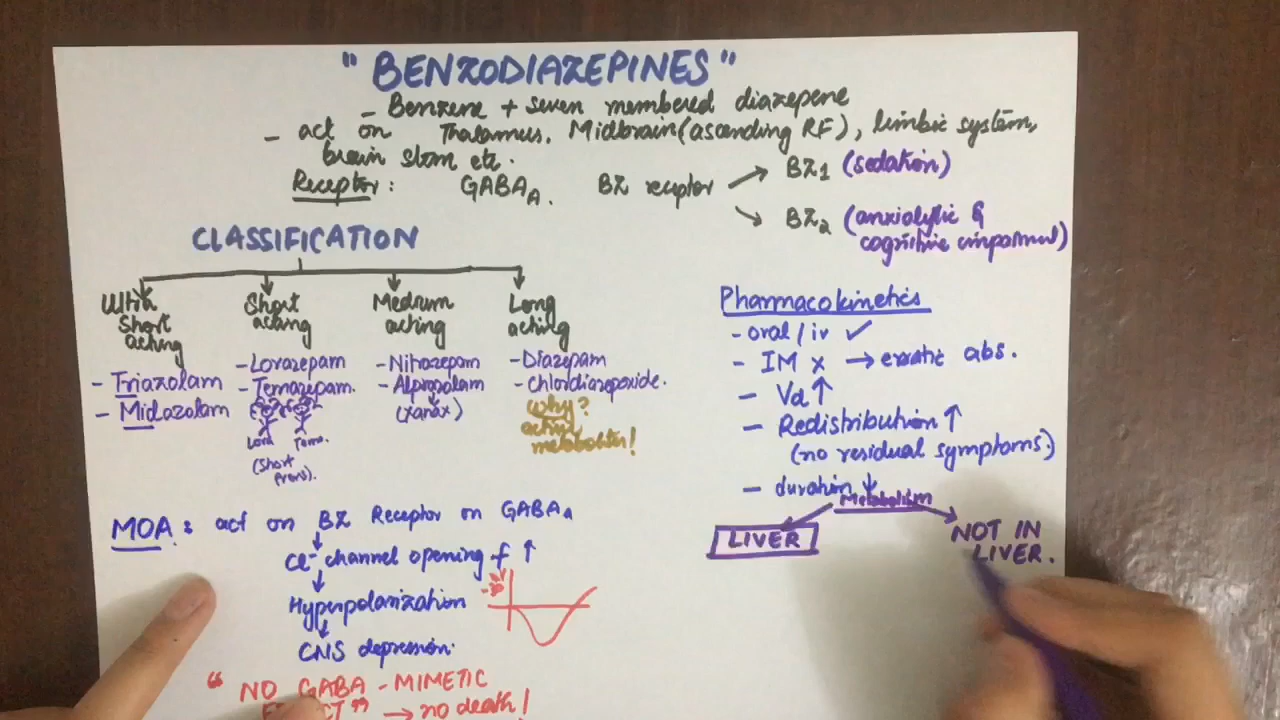 "BENZODIAZEPINES"
- Benzene + seven membered diazepene
- act on Thalamus, Midbrain (ascending RF), limbic system,
brain stem etc.
Receptor: GABAA. BZ receptor → BZ1 (sedation)
→ BZ2 (anxiolytic &
cognitive impairment)
CLASSIFICATION
Ultra
Short
acting
- Triazolam
- Midazolam
Short
acting
- Lorazepam
- Temazepam.
Lora Tema
(Short
Medium
acting
- Nitrazepam
- Alprazolam
(xanax)
Long
acting
- Diazepam
- Chlordiazepoxide.
why?
active
metabolites!
Pharmacokinetics
- oral/iv ✓
- IM x → erratic abs.
- Vd ↑
- Redistribution ↑
(no residual symptoms.)
- duration ↓
Metabolism
LIVER
NOT IN
LIVER.
MOA: act on BZ Receptor on GABAA
↓
Cl- channel opening f ↑
↓
Hyperpolarization
↓
CNS depression.
"NO GABA-MIMETIC
→ no death!